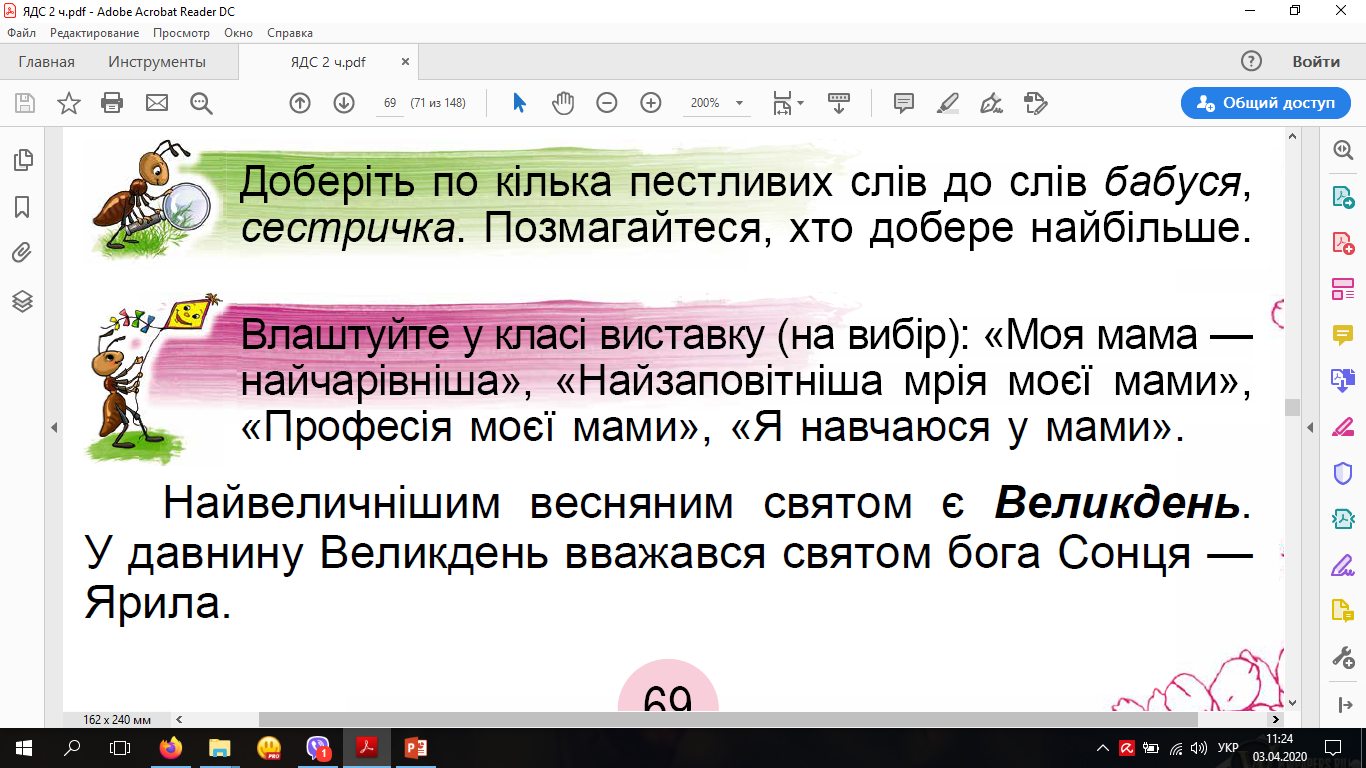 ЯДС 2 ч.pdf - Adobe Acrobat Reader DC
Файл Редактирование Просмотр Окно Справка
Главная Инструменты ЯДС 2 ч.pdf Войти
69 (71 из 148) 200% Общий доступ
Доберіть по кілька пестливих слів до слів бабуся,
сестричка. Позмагайтеся, хто добере найбільше.
Влаштуйте у класі виставку (на вибір): «Моя мама —
найчарівніша», «Найзаповітніша мрія моєї мами»,
«Професія моєї мами», «Я навчаюся у мами».
Найвеличнішим весняним святом є Великдень.
У давнину Великдень вважався святом бога Сонця —
Ярила.
69
162 x 240 мм
PRO 1 УКР 11:24
03.04.2020